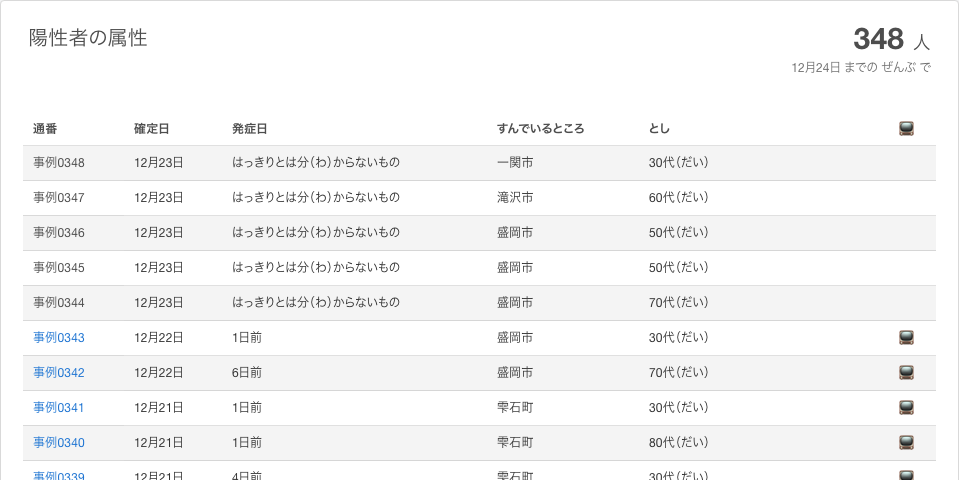 陽性者の属性
348 人
12月24日 までの ぜんぶ で
通番 確定日 発症日 すんでいるところ とし
事例0348 12月23日 はっきりとは分（わ）からないもの 一関市 30代（だい）
事例0347 12月23日 はっきりとは分（わ）からないもの 滝沢市 60代（だい）
事例0346 12月23日 はっきりとは分（わ）からないもの 盛岡市 50代（だい）
事例0345 12月23日 はっきりとは分（わ）からないもの 盛岡市 50代（だい）
事例0344 12月23日 はっきりとは分（わ）からないもの 盛岡市 70代（だい）
事例0343 12月22日 1日前 盛岡市 30代（だい）
事例0342 12月22日 6日前 盛岡市 70代（だい）
事例0341 12月21日 1日前 雫石町 30代（だい）
事例0340 12月21日 1日前 雫石町 80代（だい）
事例0339 12月21日 4日前 雫石町 30代（だい）